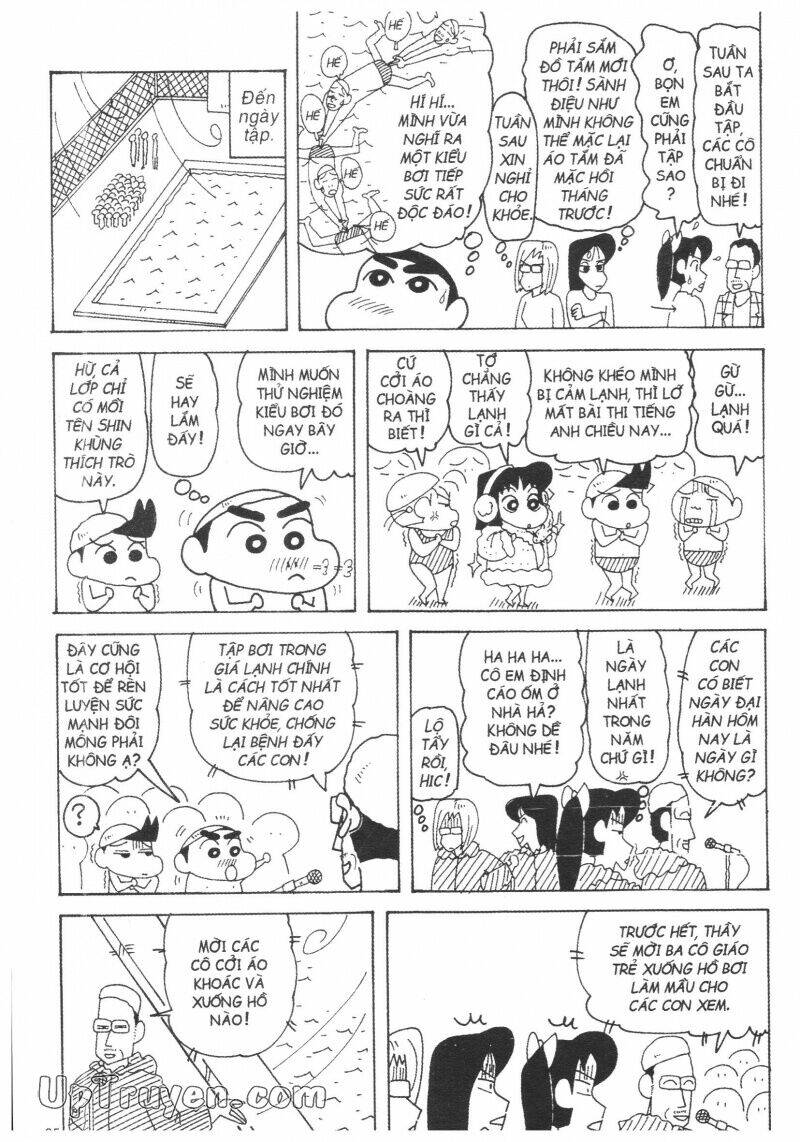 TUẦN
SAU TA
BẮT
ĐẦU
TẬP,
CÁC CÔ
CHUẨN
BỊ ĐI
NHÉ!
Ơ,
BỌN
EM
CŨNG
PHẢI
TẬP
SAO
?
PHẢI SẮM
ĐỒ TẮM MỚI
THÔI! SÀNH
ĐIỆU NHƯ
MÌNH KHÔNG
THỂ MẶC LẠI
ÁO TẮM ĐÃ
MẶC HỒI
THÁNG
TRƯỚC!
TUẦN
SAU
XIN
NGHỈ
CHO
KHỎE.
HÍ HÍ...
MÌNH VỪA
NGHĨ RA
MỘT KIỂU
BƠI TIẾP
SỨC RẤT
ĐỘC ĐÁO!
HẾ
HẾ
HẾ
HẾ
HẾ
Đến
ngày
tập.
GỪ
GỪ...
LẠNH
QUÁ!
KHÔNG KHÉO MÌNH
BỊ CẢM LẠNH, THÌ LỠ
MẤT BÀI THI TIẾNG
ANH CHIỀU NAY...
TỚ
CHẲNG
THẤY
LẠNH
GÌ CẢ!
CỨ
CỞI ÁO
CHOÀNG
RA THÌ
BIẾT!
MÌNH MUỐN
THỬ NGHIỆM
KIỂU BƠI ĐÓ
NGAY BÂY
GIỜ...
SẼ
HAY
LẮM
ĐẤY!
HỪ, CẢ
LỚP CHỈ
CÓ MỖI
TÊN SHIN
KHÙNG
THÍCH TRÒ
NÀY.
CÁC
CON
CÓ BIẾT
NGÀY ĐẠI
HÀN HÔM
NAY LÀ
NGÀY GÌ
KHÔNG?
LÀ
NGÀY
LẠNH
NHẤT
TRONG
NĂM
CHỨ GÌ!
HA HA HA...
CÔ EM ĐỊNH
CÁO ỐM Ở
NHÀ HẢ?
KHÔNG DỄ
ĐÂU NHÉ!
LỘ
TẨY
RỒI,
HIC!
TẬP BƠI TRONG
GIÁ LẠNH CHÍNH
LÀ CÁCH TỐT NHẤT
ĐỂ NÂNG CAO
SỨC KHỎE, CHỐNG
LẠI BỆNH ĐẤY
CÁC CON!
ĐÂY CŨNG
LÀ CƠ HỘI
TỐT ĐỂ RÈN
LUYỆN SỨC
MẠNH ĐÔI
MÔNG PHẢI
KHÔNG Ạ?
?
TRƯỚC HẾT, THẦY
SẼ MỜI BA CÔ GIÁO
TRẺ XUỐNG HỒ BƠI
LÀM MẪU CHO
CÁC CON XEM.
MỜI CÁC
CÔ CỞI ÁO
KHOÁC VÀ
XUỐNG HỒ
NÀO!
UpTruyen.com